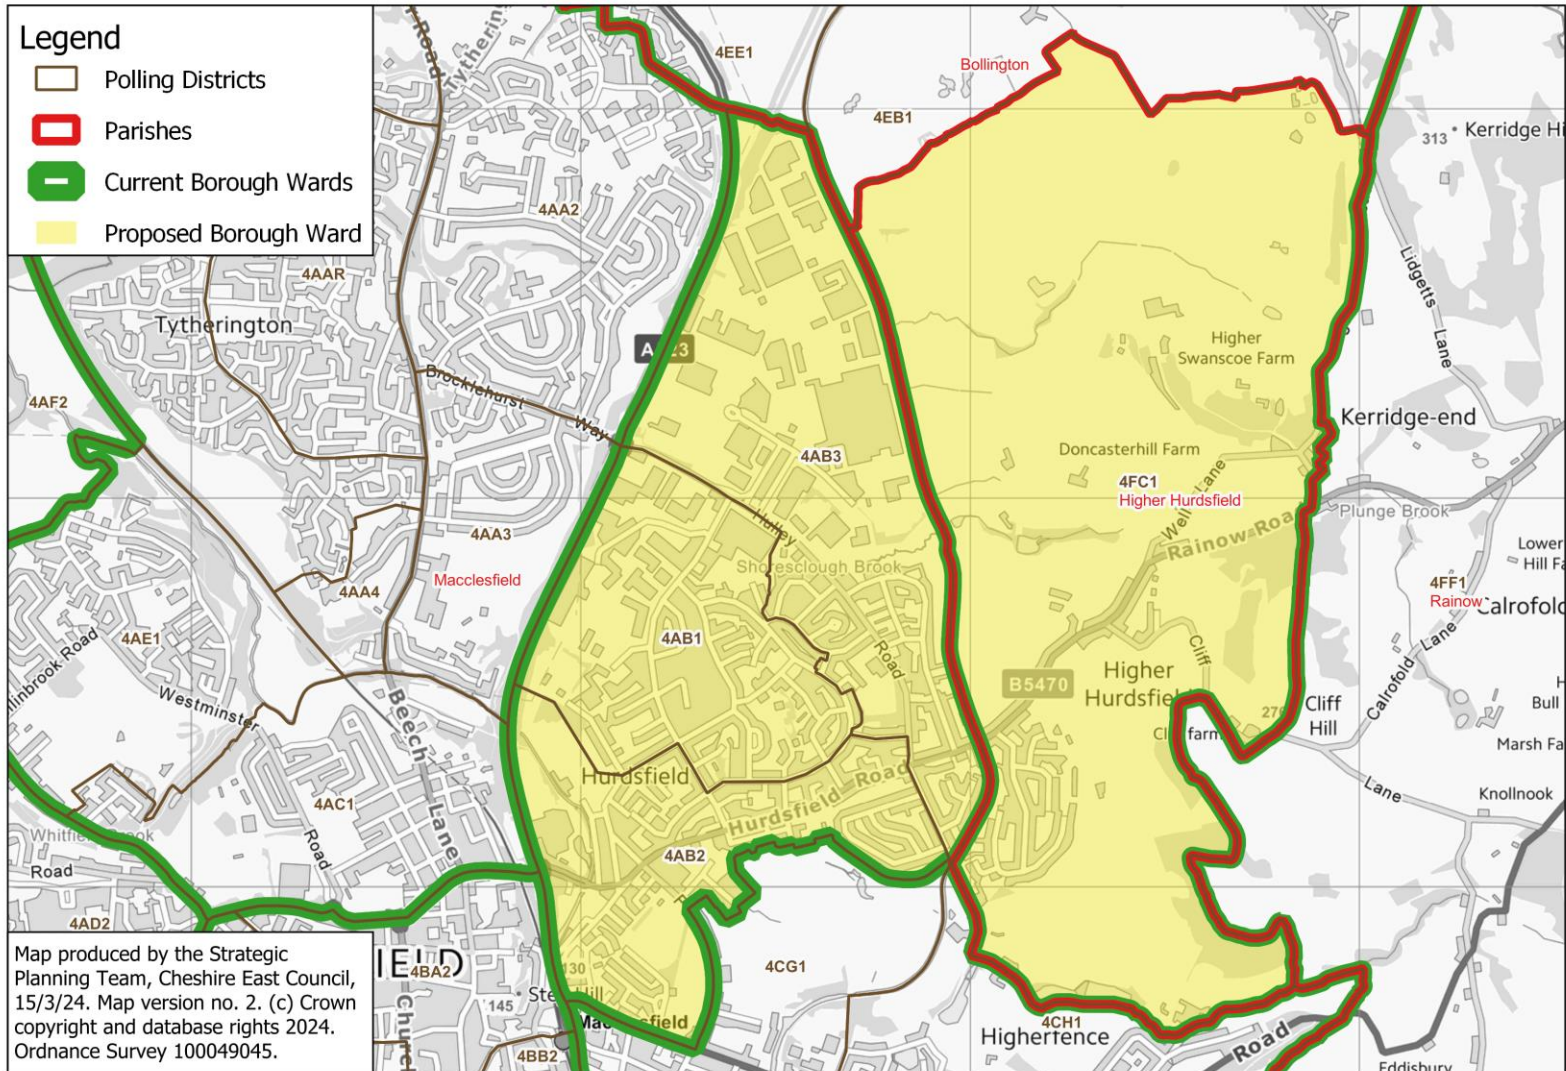 Legend
Polling Districts
Parishes
Current Borough Wards
Proposed Borough Ward
4EE1
Bollington
4EB1
313
Kerridge Hi
4AA2
4AAR
Tytherington
Lidgetts Lane
Higher
Swanscoe Farm
4AF2
Brocklehurst Way
Kerridge-end
4AB3
Doncasterhill Farm
4FC1
Higher Hurdsfield
Well Lane
Rainow Road
Plunge Brook
Hulley
Road
4AA3
Shoresclough Brook
Macclesfield
4AA4
Lower
Hill Fa
4FF1
Rainow
Calrofold
4AE1
4AB1
Westminster
Road
Cliff
Higher
B5470
Calrofold Lane
Cliff
Hill
Bull
Beech Lane
Marsh Fa
Hurdsfield
Hurdsfield Road
4AC1
Lane
Knollnook
4AB2
Road
4AD2
Map produced by the Strategic
Planning Team, Cheshire East Council,
15/3/24. Map version no. 2. (c) Crown
copyright and database rights 2024.
Ordnance Survey 100049045.
IELD
4BA2
4CG1
130
145
4BB2
4CH1
Higherfence
Road
Eddisbury